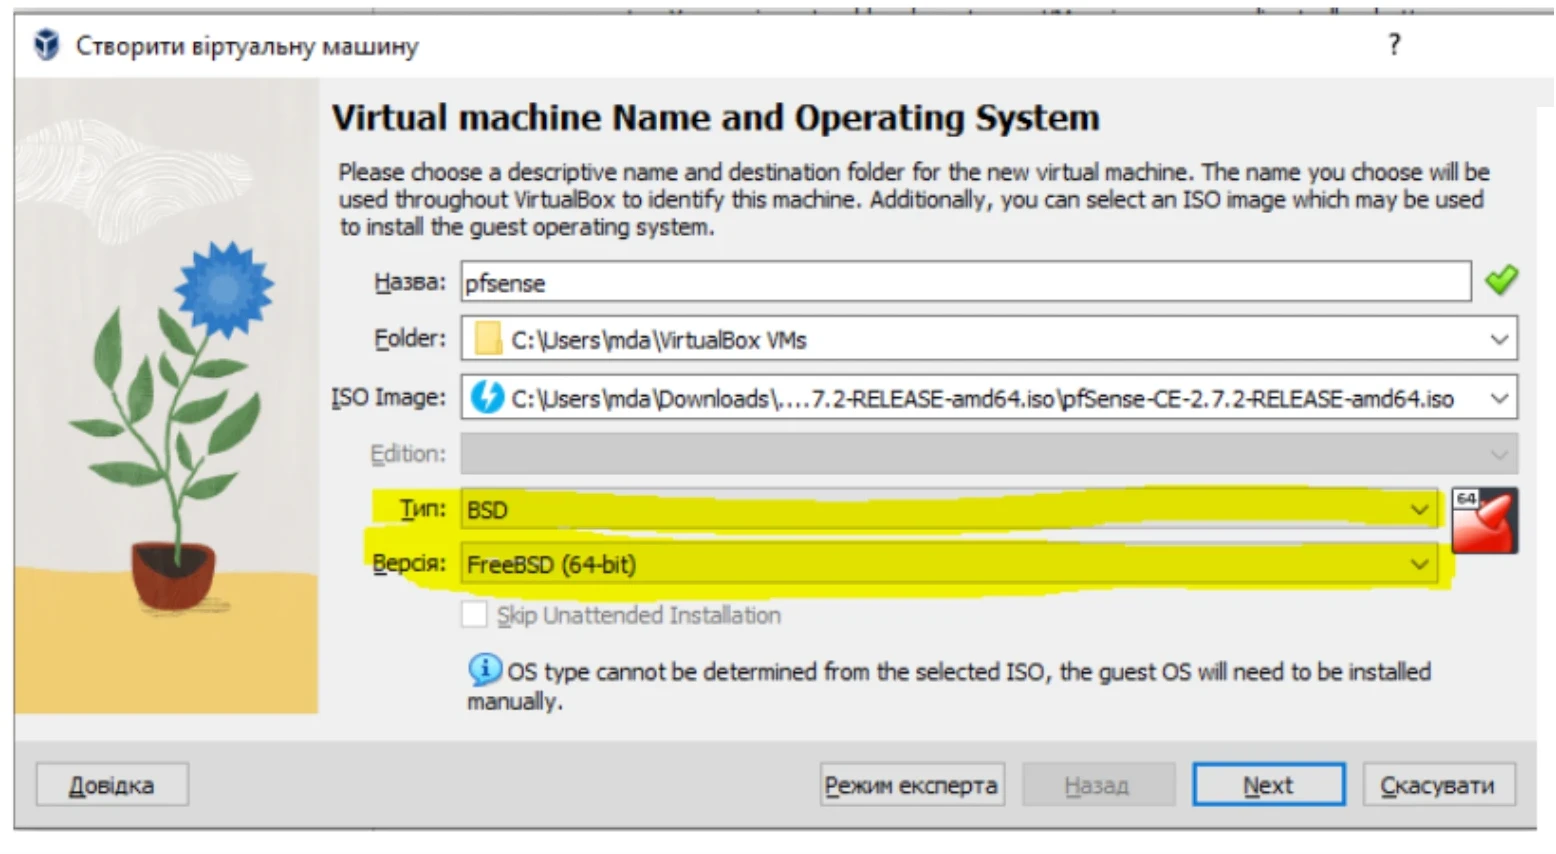 Створити віртуальну машину
?
Virtual machine Name and Operating System
Please choose a descriptive name and destination folder for the new virtual machine. The name you choose will be
used throughout VirtualBox to identify this machine. Additionally, you can select an ISO image which may be used
to install the guest operating system.
Назва: pfsense
Folder: C:\Users\mda\VirtualBox VMs
ISO Image: C:\Users\mda\Downloads\....7.2-RELEASE-amd64.iso\pfSense-CE-2.7.2-RELEASE-amd64.iso
Edition:
Тип: BSD
64
Версія: FreeBSD (64-bit)
Skip Unattended Installation
OS type cannot be determined from the selected ISO, the guest OS will need to be installed
manually.
Довідка Режим експерта Назад Next Скасувати